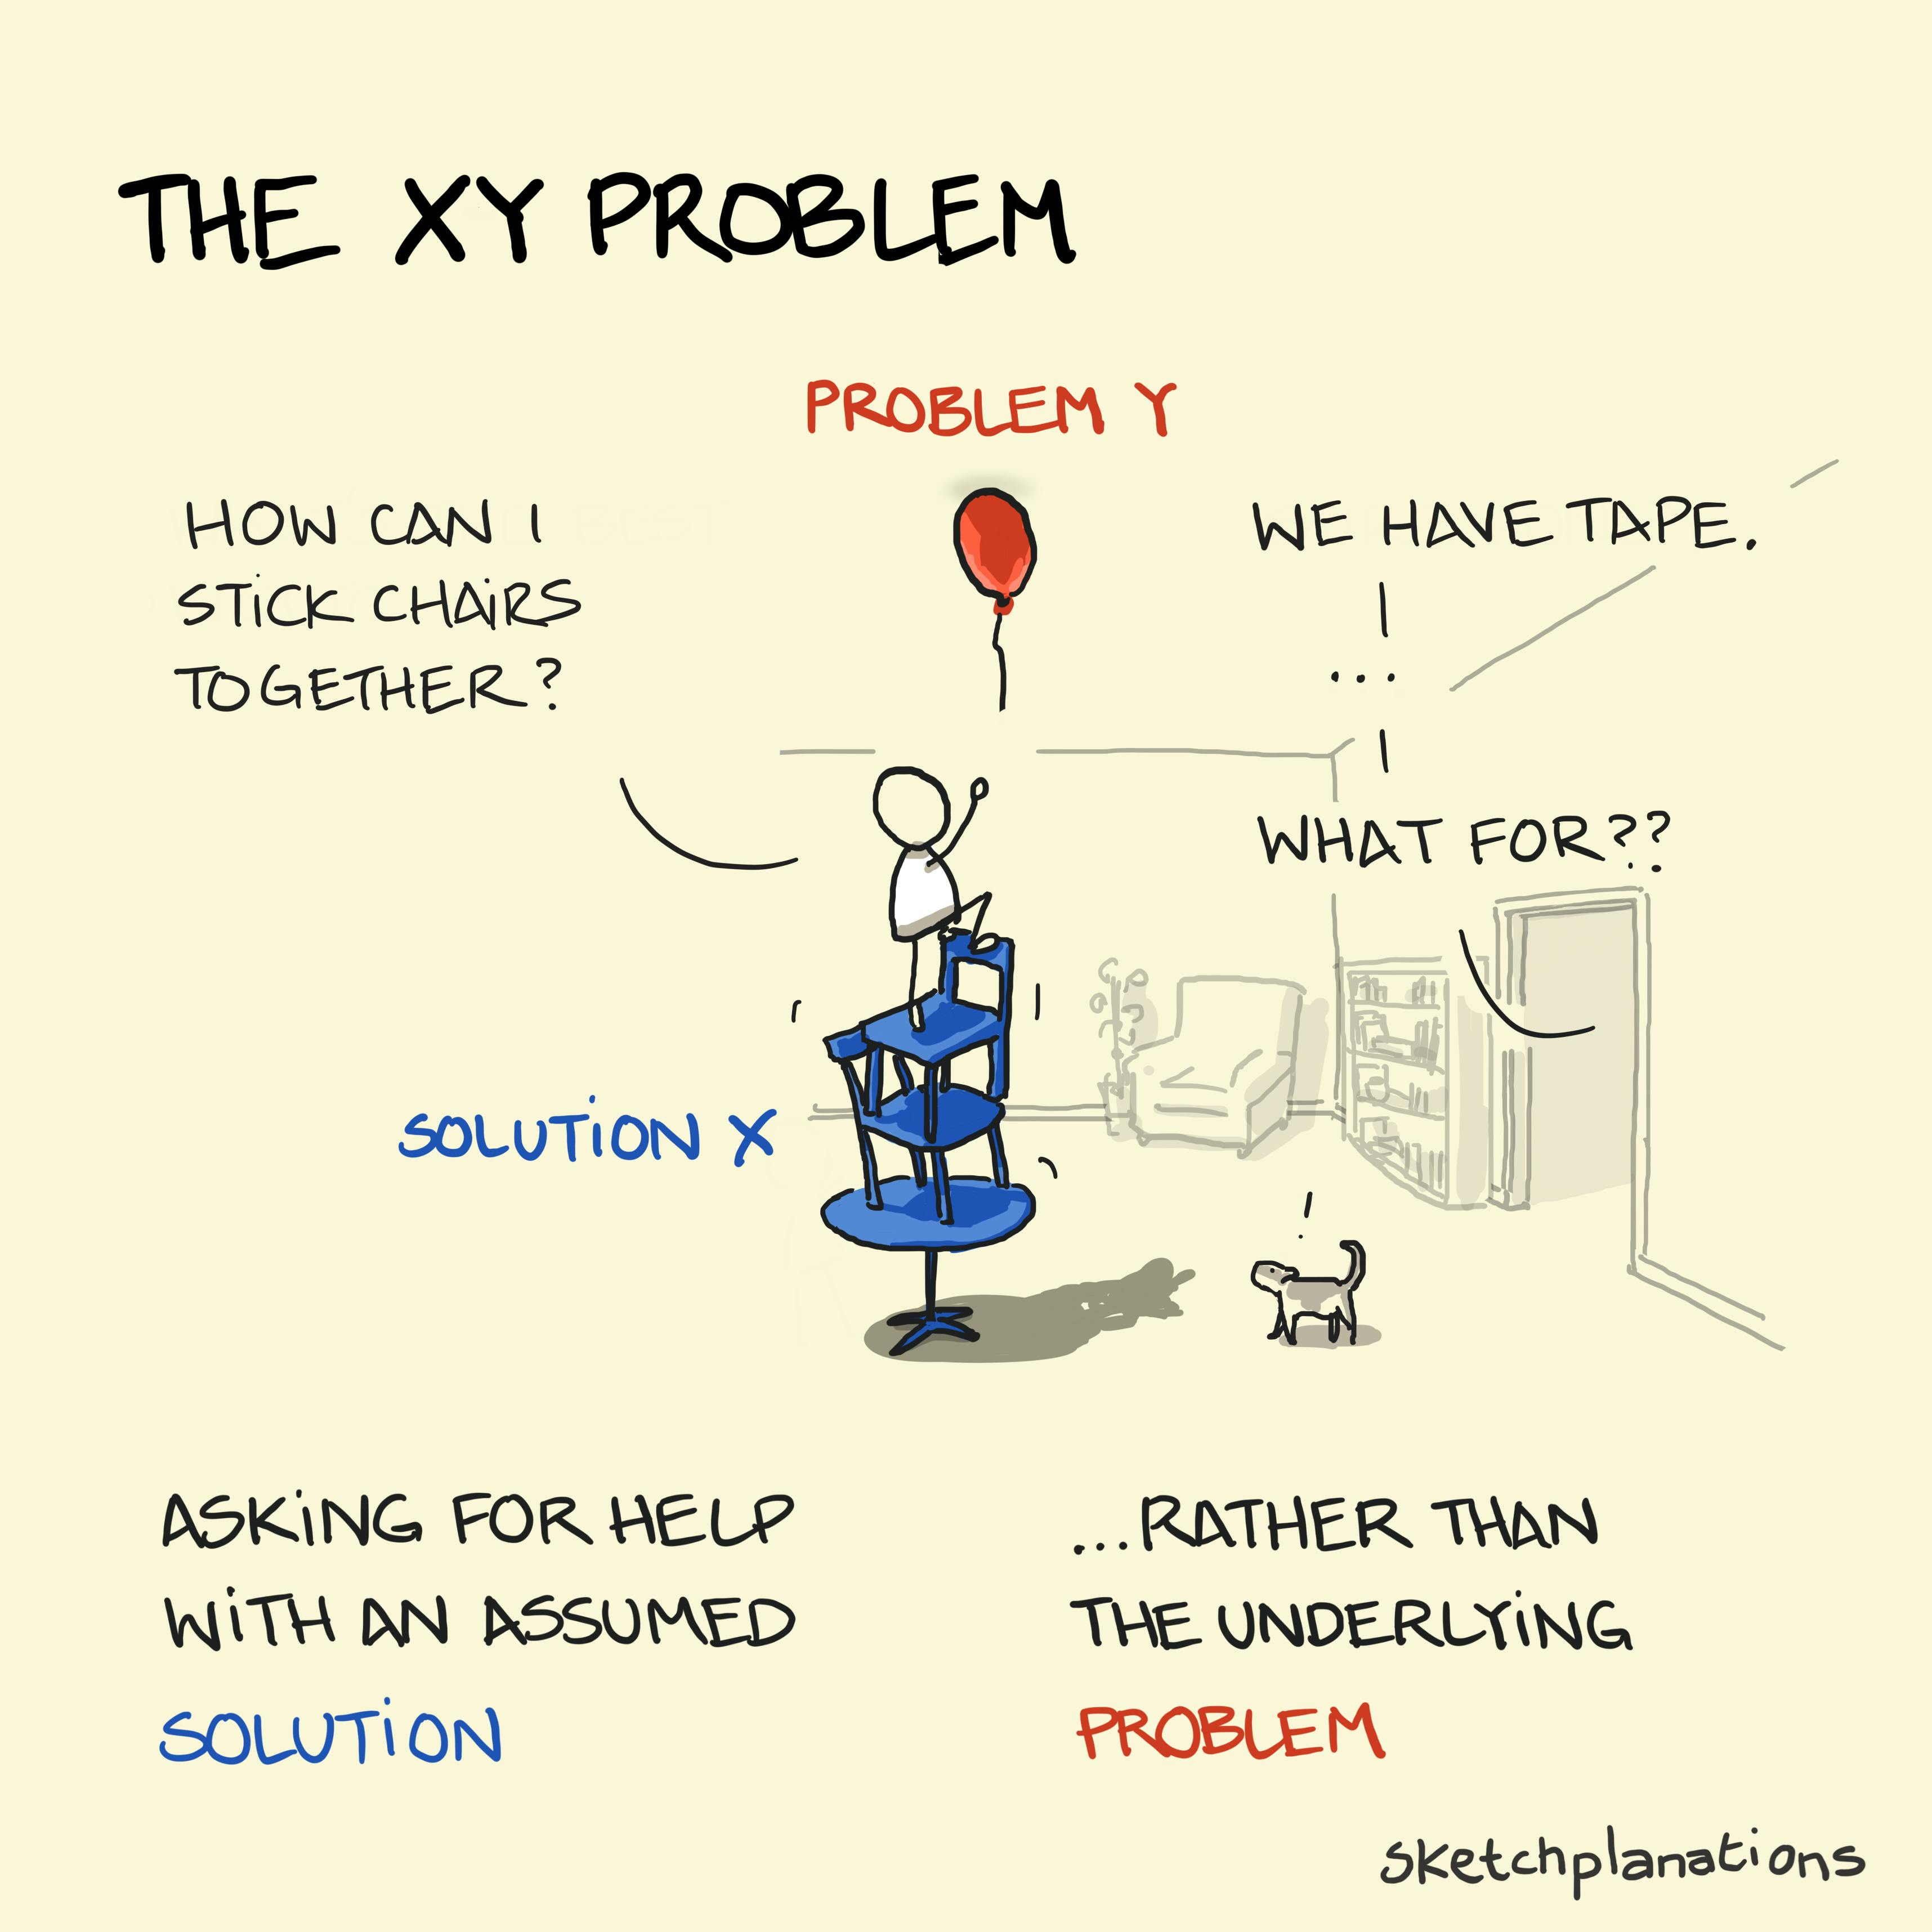 THE XY PROBLEM
PROBLEM Y
HOW CAN I
STICK CHAIRS
TOGETHER?
WE HAVE TAPE.
...
WHAT FOR??
SOLUTION X
!
ASKING FOR HELP
WITH AN ASSUMED
SOLUTION
...RATHER THAN
THE UNDERLYING
PROBLEM
sketchplanations